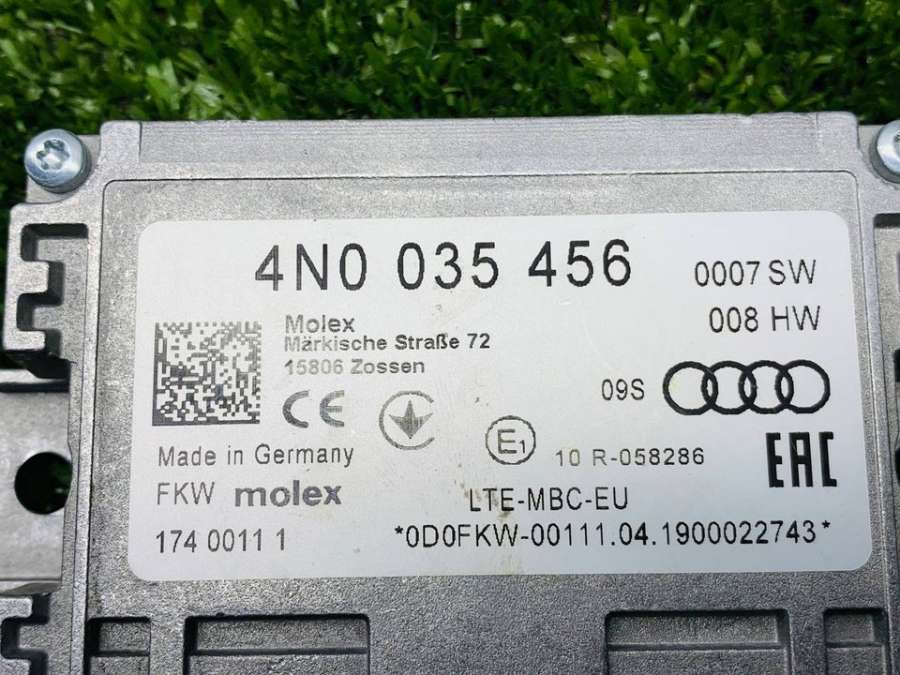 4N0 035 456
0007 SW
008 HW
Molex
Märkische Straße 72
15806 Zossen
09S
CE
E1
10 R-058286
EAC
Made in Germany
FKW molex
LTE-MBC-EU
174 0011 1
*0D0FKW-00111.04.1900022743*